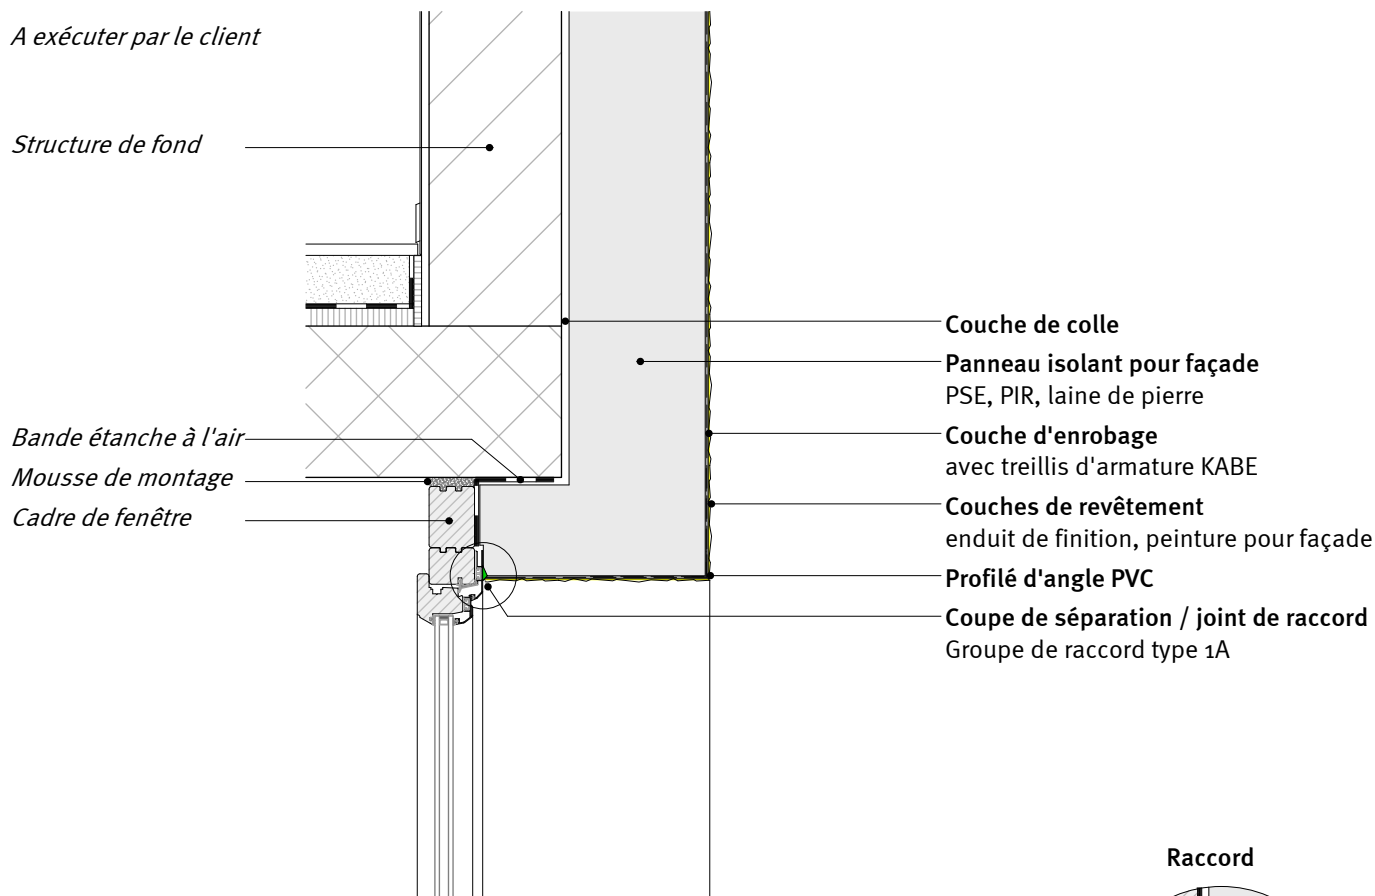 A exécuter par le client
Structure de fond
Bande étanche à l'air
Mousse de montage
Cadre de fenêtre
Couche de colle
Panneau isolant pour façade
PSE, PIR, laine de pierre
Couche d'enrobage
avec treillis d'armature KABE
Couches de revêtement
enduit de finition, peinture pour façade
Profilé d'angle PVC
Coupe de séparation / joint de raccord
Groupe de raccord type 1A
Raccord